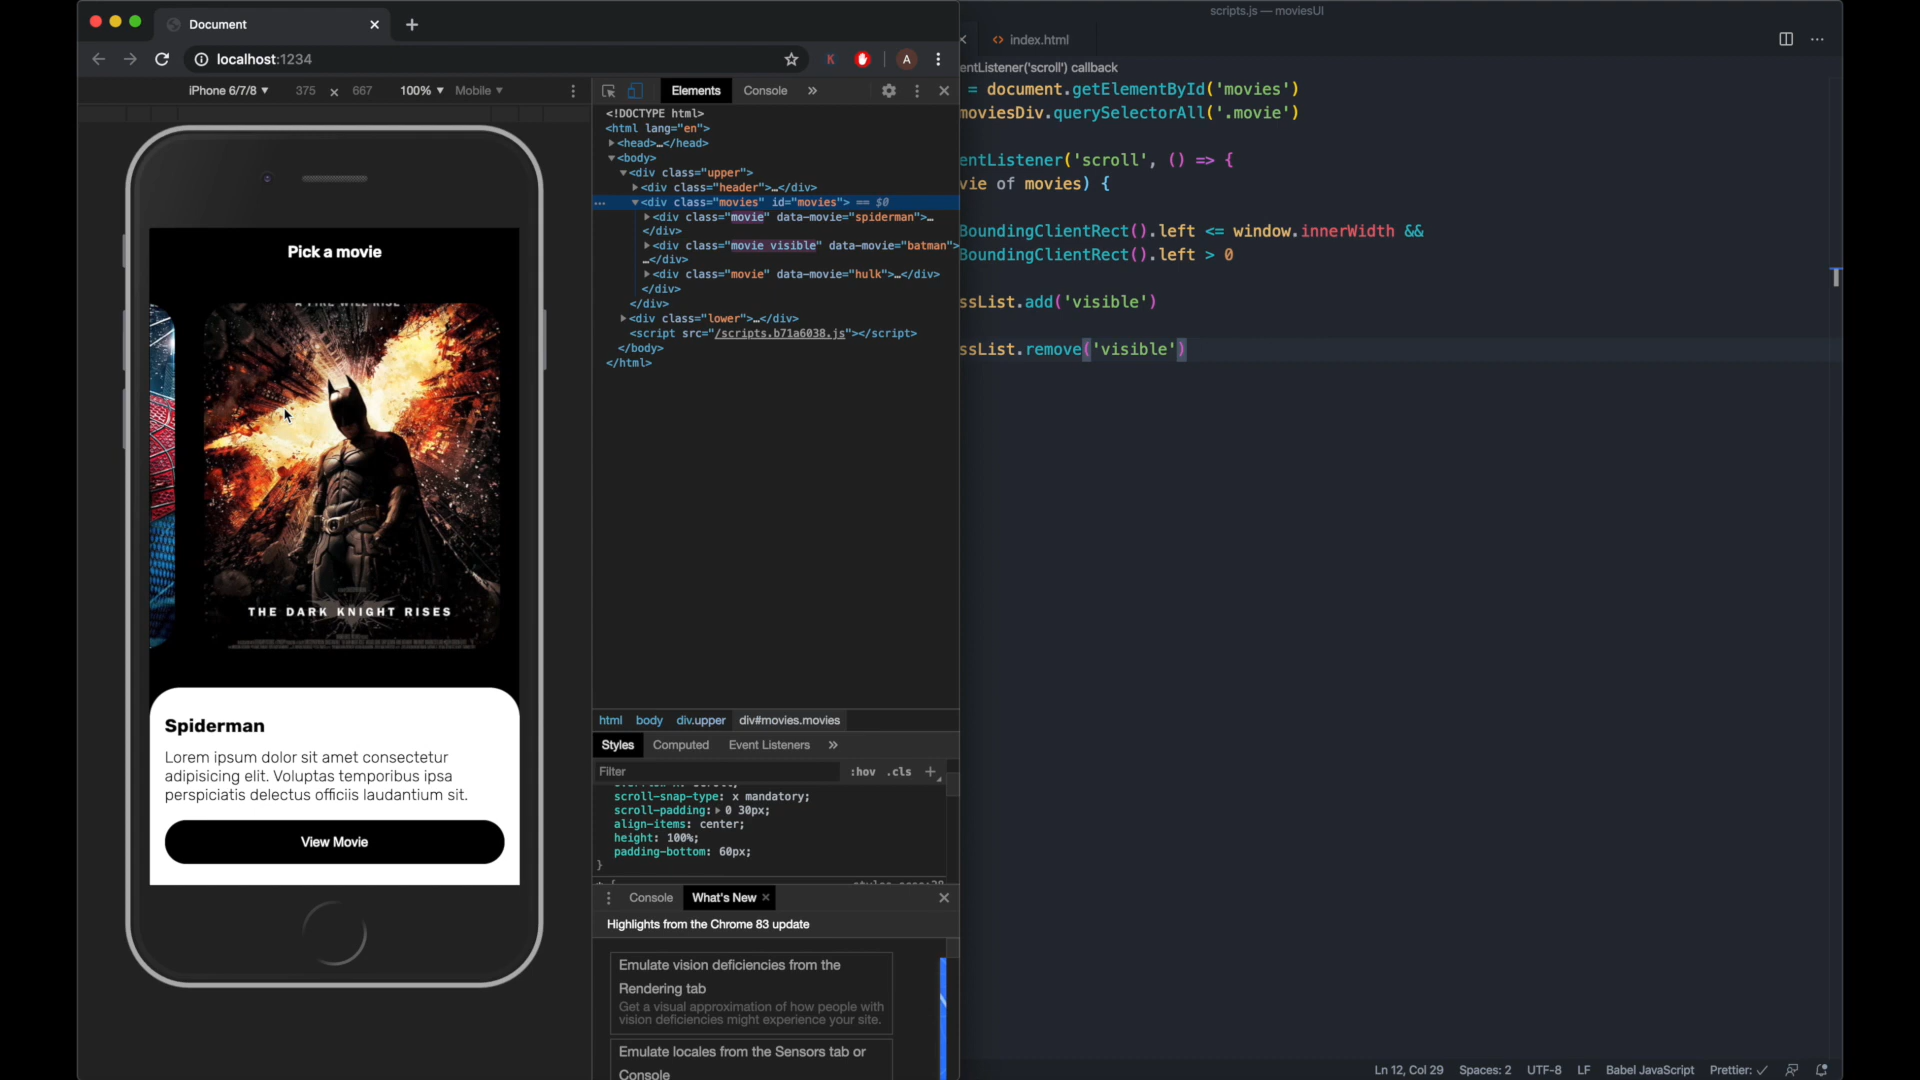 Document
localhost:1234
A
iPhone 6/7/8 ▾ 375 × 667 100% ▾ Mobile ▾
Pick a movie
A FIRE WILL RISE
THE DARK KNIGHT RISES
Spiderman
Lorem ipsum dolor sit amet consectetur
adipisicing elit. Voluptas temporibus ipsa
perspiciatis delectus officiis laudantium sit.
View Movie
Elements Console »
<!DOCTYPE html>
<html lang="en">
<head>…</head>
<body>
<div class="upper">
<div class="header">…</div>
<div class="movies" id="movies"> == $0
<div class="movie" data-movie="spiderman">…
</div>
<div class="movie visible" data-movie="batman">
…</div>
<div class="movie" data-movie="hulk">…</div>
</div>
</div>
<div class="lower">…</div>
<script src="/scripts.b71a6038.js"></script>
</body>
</html>
html body div.upper div#movies.movies
Styles Computed Event Listeners »
Filter :hov .cls +
scroll-snap-type: x mandatory;
scroll-padding: 0 30px;
align-items: center;
height: 100%;
padding-bottom: 60px;
}
Console What's New ×
Highlights from the Chrome 83 update
Emulate vision deficiencies from the
Rendering tab
Get a visual approximation of how people with
vision deficiencies might experience your site.
Emulate locales from the Sensors tab or
Console
scripts.js — moviesUI
index.html
entListener('scroll') callback
= document.getElementById('movies')
moviesDiv.querySelectorAll('.movie')
entListener('scroll', () => {
vie of movies) {
BoundingClientRect().left <= window.innerWidth &&
BoundingClientRect().left > 0
ssList.add('visible')
ssList.remove('visible')
Ln 12, Col 29 Spaces: 2 UTF-8 LF Babel JavaScript Prettier: ✓